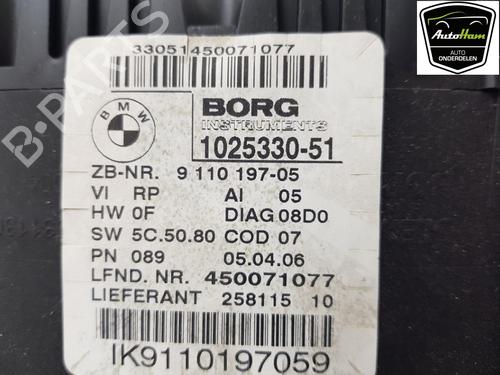 33051450071077
BMW
BORG
INSTRUMENTS
1025330-51
ZB-NR. 9 110 197-05
VI RP AI 05
HW 0F DIAG 08D0
SW 5C.50.80 COD 07
PN 089 05.04.06
LFND. NR. 450071077
LIEFERANT 258115 10
IK9110197059
AutoHam
AUTO
ONDERDELEN
B-PARTS